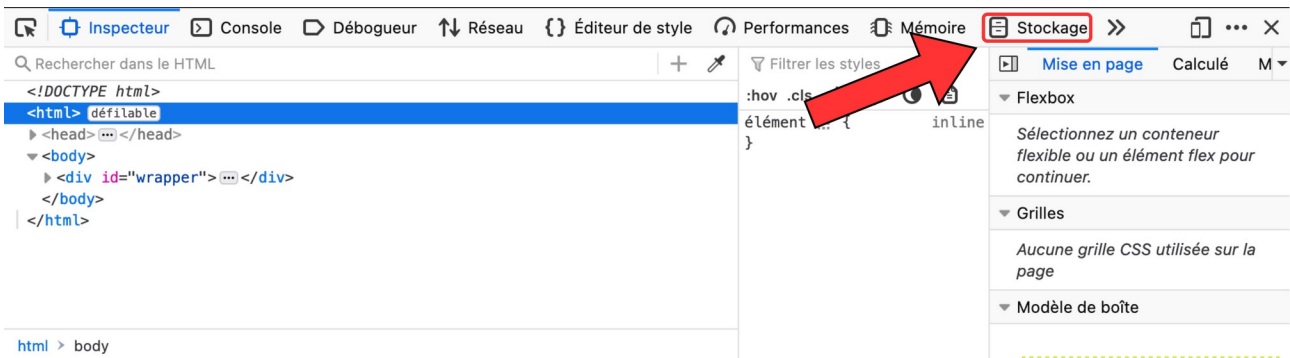 Inspecteur Console Débogueur Réseau {} Éditeur de style Performances Mémoire Stockage
Rechercher dans le HTML
<!DOCTYPE html>
<html> défilable
<head> ... </head>
<body>
<div id="wrapper"> ... </div>
</body>
</html>
html > body
Filtrer les styles
:hov .cls
élément { inline
}
Mise en page Calculé M
Flexbox
Sélectionnez un conteneur
flexible ou un élément flex pour
continuer.
Grilles
Aucune grille CSS utilisée sur la
page
Modèle de boîte